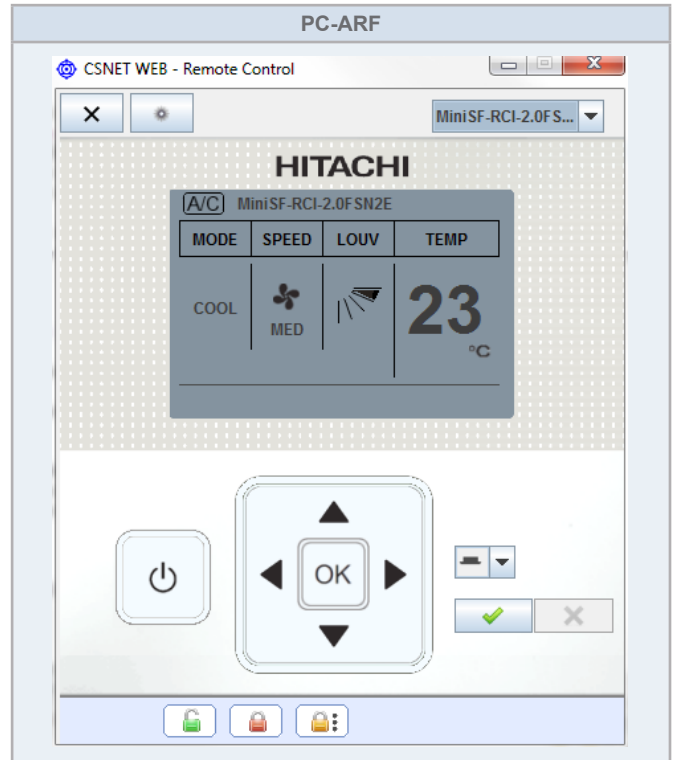 PC-ARF
CSNET WEB - Remote Control
MiniSF-RCI-2.0FS...
HITACHI
A/C MiniSF-RCI-2.0FSN2E
MODE SPEED LOUV TEMP
COOL MED 23 °C
OK